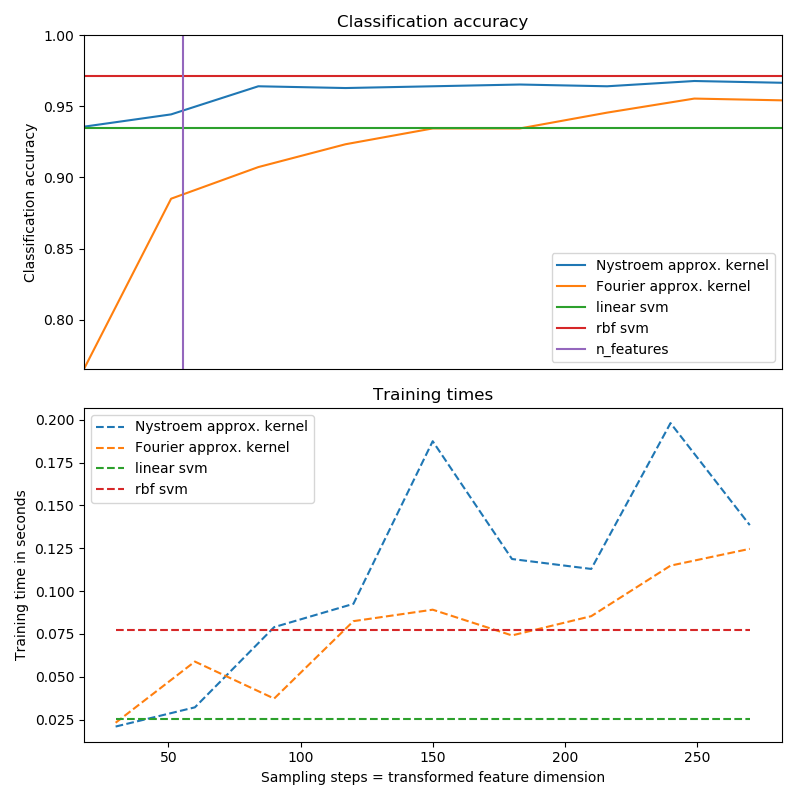 Classification accuracy
1.00
0.95
0.90
0.85
0.80
Classification accuracy
Nystroem approx. kernel
Fourier approx. kernel
linear svm
rbf svm
n_features
Training times
0.200
0.175
0.150
0.125
0.100
0.075
0.050
0.025
Training time in seconds
Nystroem approx. kernel
Fourier approx. kernel
linear svm
rbf svm
50
100
150
200
250
Sampling steps = transformed feature dimension